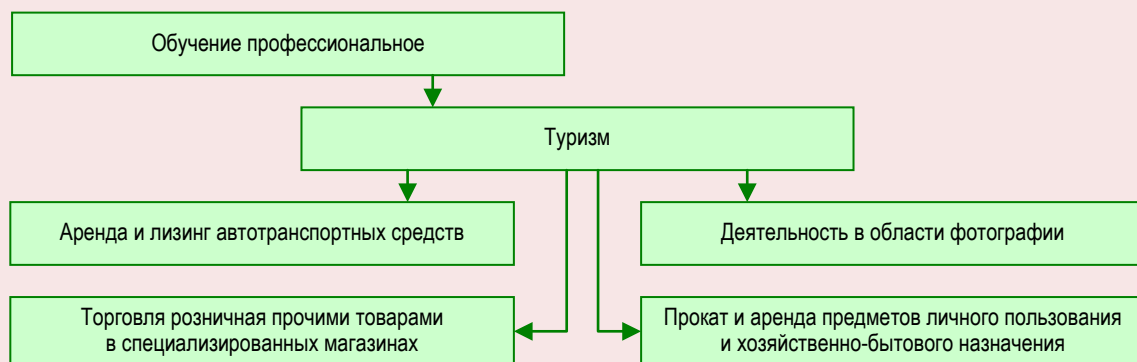 Обучение профессиональное
Туризм
Аренда и лизинг автотранспортных средств
Деятельность в области фотографии
Торговля розничная прочими товарами
в специализированных магазинах
Прокат и аренда предметов личного пользования
и хозяйственно-бытового назначения